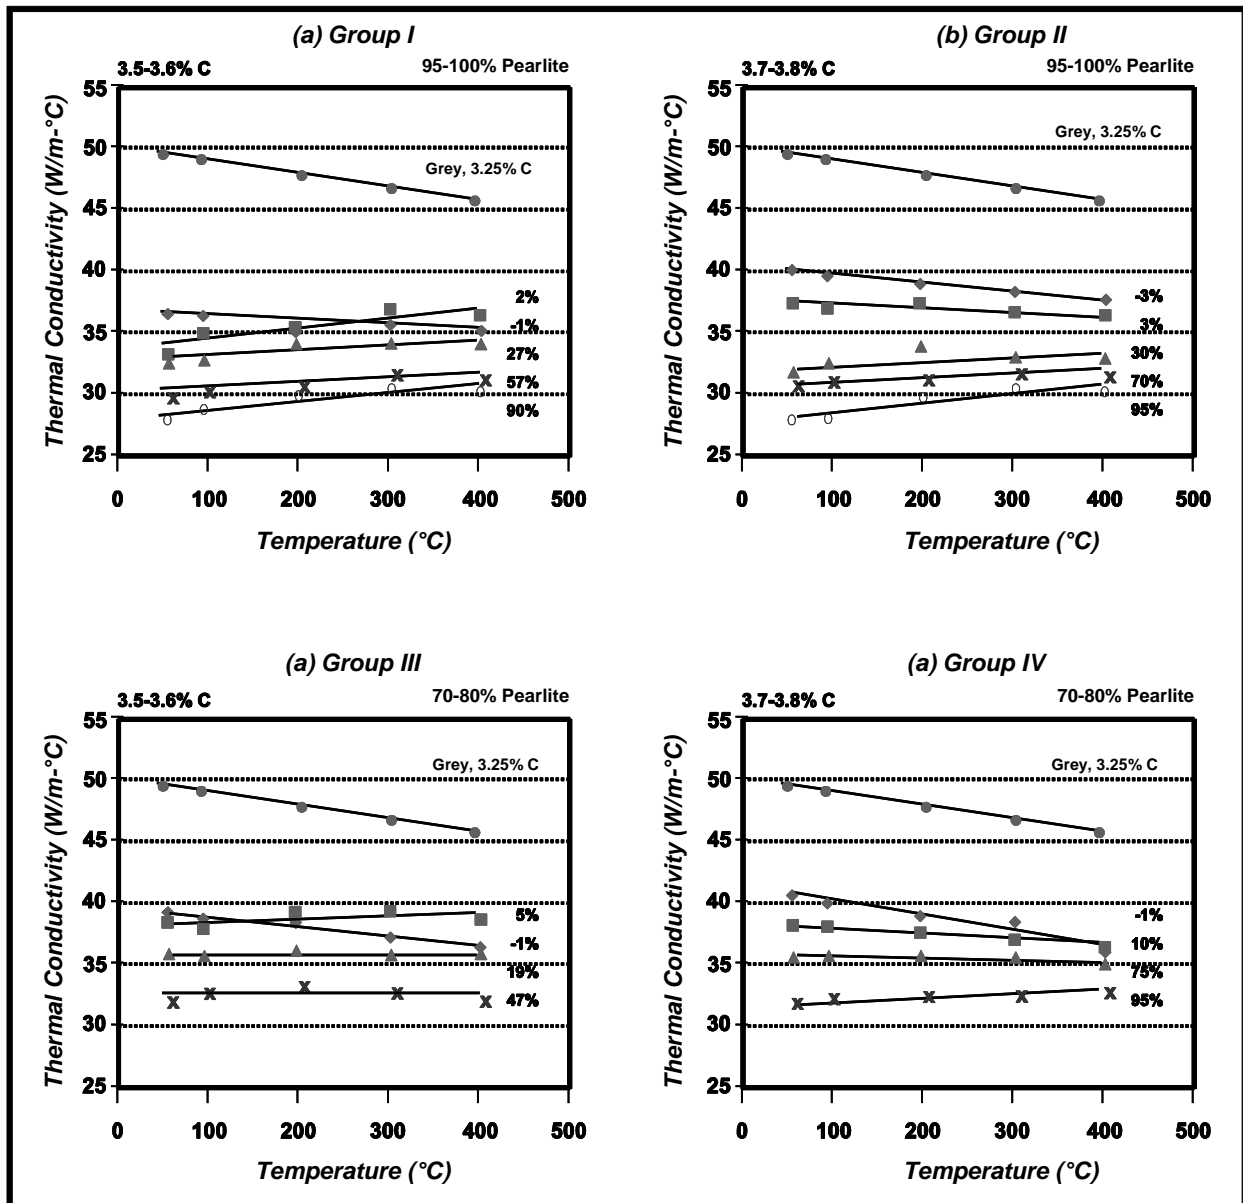 (a) Group I
3.5-3.6% C
95-100% Pearlite
Thermal Conductivity (W/m-°C)
55
50
45
40
35
30
25
Grey, 3.25% C
2%
-1%
27%
57%
90%
0 100 200 300 400 500
Temperature (°C)
(b) Group II
3.7-3.8% C
95-100% Pearlite
Thermal Conductivity (W/m-°C)
55
50
45
40
35
30
25
Grey, 3.25% C
-3%
3%
30%
70%
95%
0 100 200 300 400 500
Temperature (°C)
(a) Group III
3.5-3.6% C
70-80% Pearlite
Thermal Conductivity (W/m-°C)
55
50
45
40
35
30
25
Grey, 3.25% C
5%
-1%
19%
47%
0 100 200 300 400 500
Temperature (°C)
(a) Group IV
3.7-3.8% C
70-80% Pearlite
Thermal Conductivity (W/m-°C)
55
50
45
40
35
30
25
Grey, 3.25% C
-1%
10%
75%
95%
0 100 200 300 400 500
Temperature (°C)